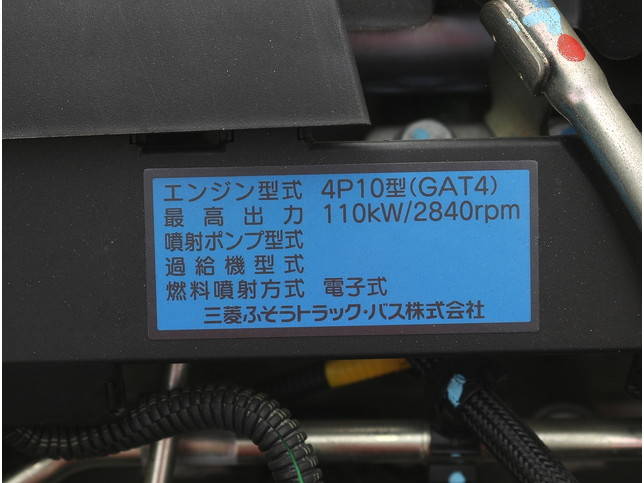 エンジン型式 4P10型(GAT4)
最高出力 110kW/2840rpm
噴射ポンプ型式
過給機型式
燃料噴射方式 電子式
三菱ふそうトラック・バス株式会社